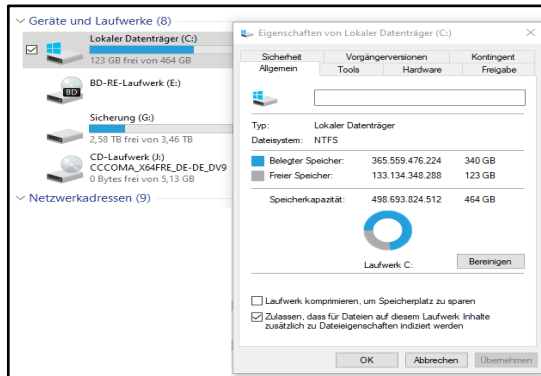 Geräte und Laufwerke (8)
Lokaler Datenträger (C:)
123 GB frei von 464 GB
BD-RE-Laufwerk (E:)
BD
Sicherung (G:)
2,58 TB frei von 3,46 TB
CD-Laufwerk (J:)
CCCOMA_X64FRE_DE-DE_DV9
0 Bytes frei von 5,13 GB
Netzwerkadressen (9)
Eigenschaften von Lokaler Datenträger (C:)
Sicherheit Vorgängerversionen Kontingent
Allgemein Tools Hardware Freigabe
Typ: Lokaler Datenträger
Dateisystem: NTFS
Belegter Speicher: 365.559.476.224 340 GB
Freier Speicher: 133.134.348.288 123 GB
Speicherkapazität: 498.693.824.512 464 GB
Laufwerk C:
Bereinigen
Laufwerk komprimieren, um Speicherplatz zu sparen
Zulassen, dass für Dateien auf diesem Laufwerk Inhalte
zusätzlich zu Dateieigenschaften indiziert werden
OK Abbrechen Übernehmen